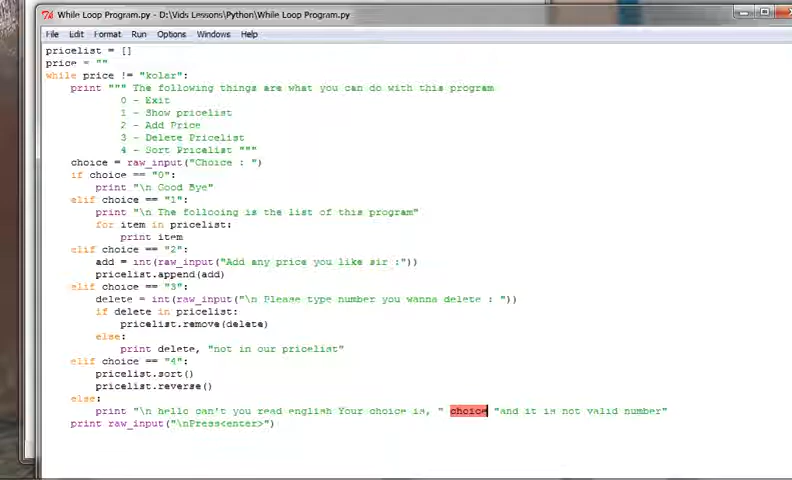 While Loop Program.py - D:\Vids Lessons\Python\While Loop Program.py
File Edit Format Run Options Windows Help
pricelist = []
price = ""
while price != "kolar":
    print """ The following things are what you can do with this program
            0 - Exit
            1 - Show pricelist
            2 - Add Price
            3 - Delete Pricelist
            4 - Sort Pricelist """
    choice = raw_input("Choice : ")
    if choice == "0":
        print "\n Good Bye"
    elif choice == "1":
        print "\n The followinq is the list of this program"
        for item in pricelist:
            print item
    elif choice == "2":
        add = int(raw_input("Add any price you like sir :"))
        pricelist.append(add)
    elif choice == "3":
        delete = int(raw_input("\n Please type number you wanna delete : "))
        if delete in pricelist:
            pricelist.remove(delete)
        else:
            print delete, "not in our pricelist"
    elif choice == "4":
        pricelist.sort()
        pricelist.reverse()
    else:
        print "\n hello can't you read english Your choice is, " choice "and it is not valid number"
    print raw_input("\nPress<enter>")